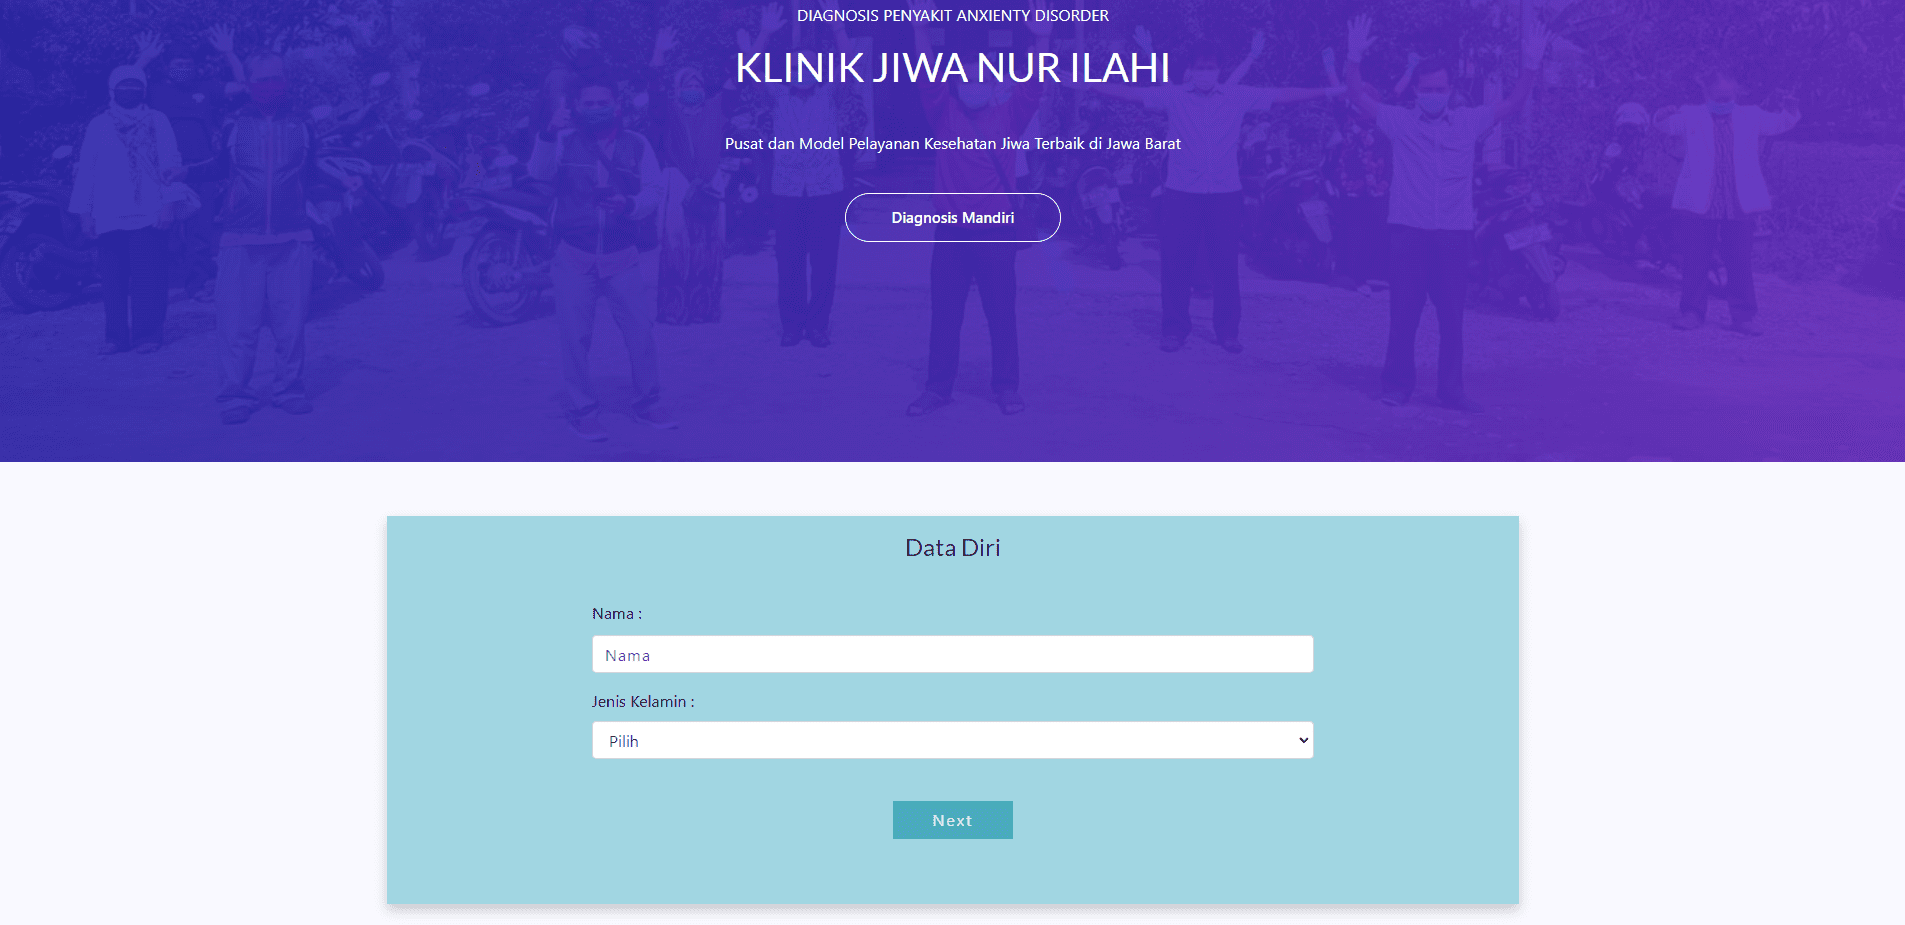 DIAGNOSIS PENYAKIT ANXIENTY DISORDER
KLINIK JIWA NUR ILAHI
Pusat dan Model Pelayanan Kesehatan Jiwa Terbaik di Jawa Barat
Diagnosis Mandiri
Data Diri
Nama :
Nama
Jenis Kelamin :
Pilih
Next